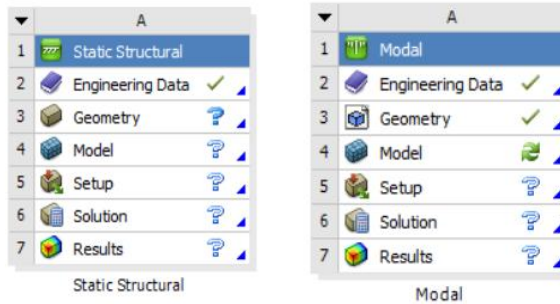 A
1 Static Structural
2 Engineering Data
3 Geometry
4 Model
5 Setup
6 Solution
7 Results
Static Structural
A
1 Modal
2 Engineering Data
3 Geometry
4 Model
5 Setup
6 Solution
7 Results
Modal